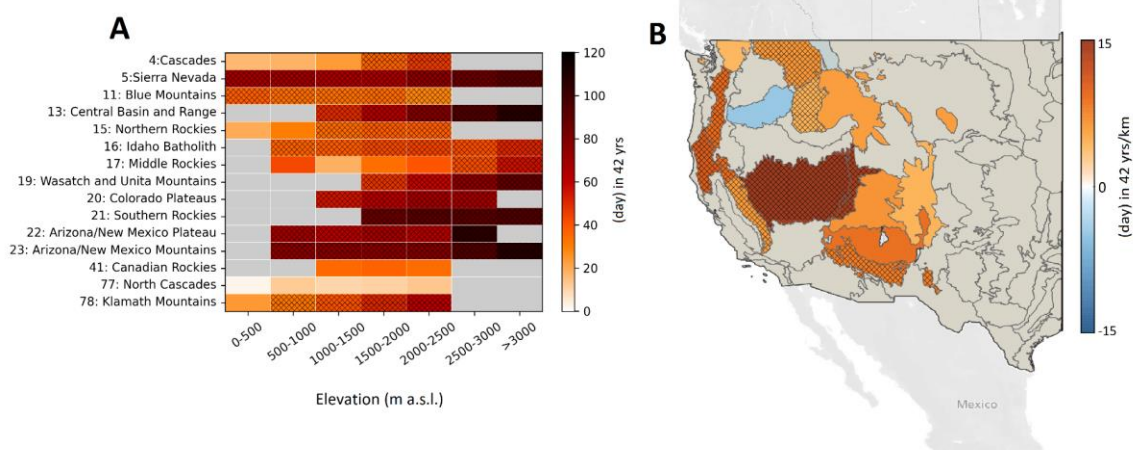 A
4:Cascades
5:Sierra Nevada
11: Blue Mountains
13: Central Basin and Range
15: Northern Rockies
16: Idaho Batholith
17: Middle Rockies
19: Wasatch and Unita Mountains
20: Colorado Plateaus
21: Southern Rockies
22: Arizona/New Mexico Plateau
23: Arizona/New Mexico Mountains
41: Canadian Rockies
77: North Cascades
78: Klamath Mountains
0-500
500-1000
1000-1500
1500-2000
2000-2500
2500-3000
>3000
Elevation (m a.s.l.)
120
100
80
60
40
20
0
(day) in 42 yrs
B
15
0
-15
(day) in 42 yrs/km
Mexico